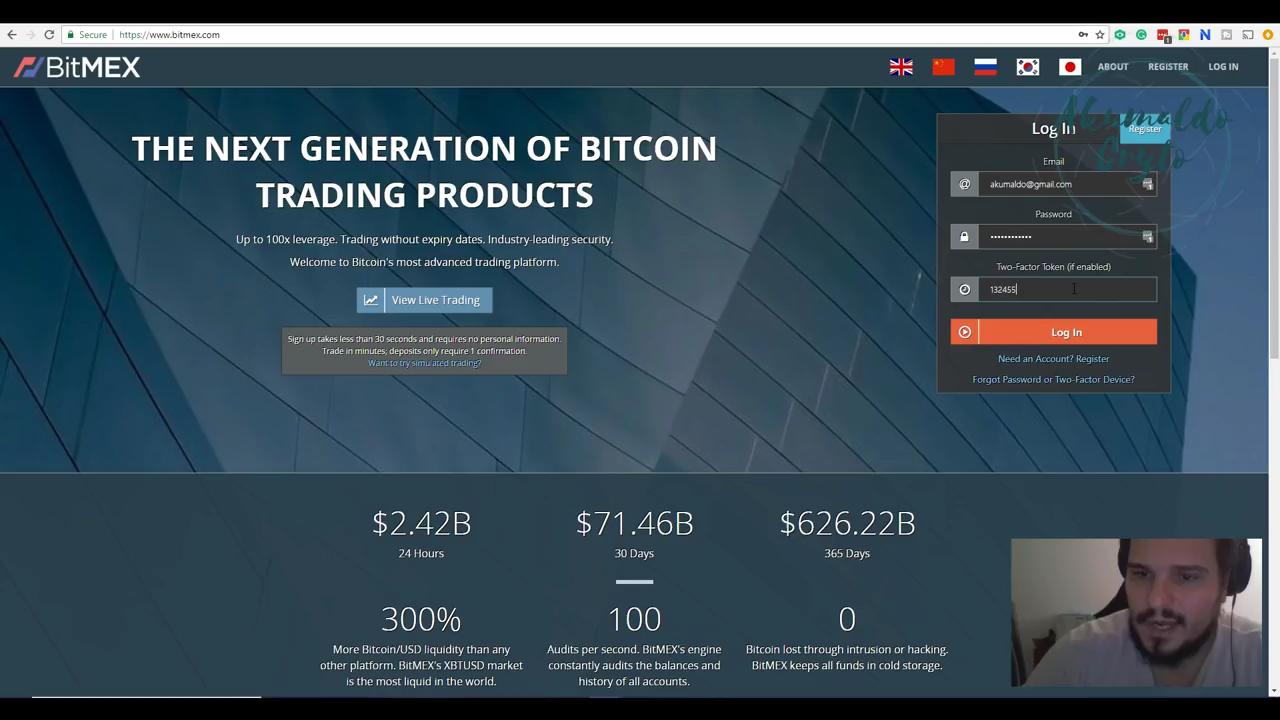 Secure
https://www.bitmex.com
1
N
BitMEX
ABOUT
REGISTER
LOG IN
THE NEXT GENERATION OF BITCOIN
TRADING PRODUCTS
Up to 100x leverage. Trading without expiry dates. Industry-leading security.
Welcome to Bitcoin's most advanced trading platform.
View Live Trading
Sign up takes less than 30 seconds and requires no personal information.
Trade in minutes; deposits only require 1 confirmation.
Want to try simulated trading?
Log In
Register
Akumaldo
Crypto
Email
@
akumaldo@gmail.com
Password
••••••••••••
Two-Factor Token (if enabled)
132455
Log In
Need an Account? Register
Forgot Password or Two-Factor Device?
$2.42B
24 Hours
$71.46B
30 Days
$626.22B
365 Days
300%
More Bitcoin/USD liquidity than any
other platform. BitMEX's XBTUSD market
is the most liquid in the world.
100
Audits per second. BitMEX's engine
constantly audits the balances and
history of all accounts.
0
Bitcoin lost through intrusion or hacking.
BitMEX keeps all funds in cold storage.